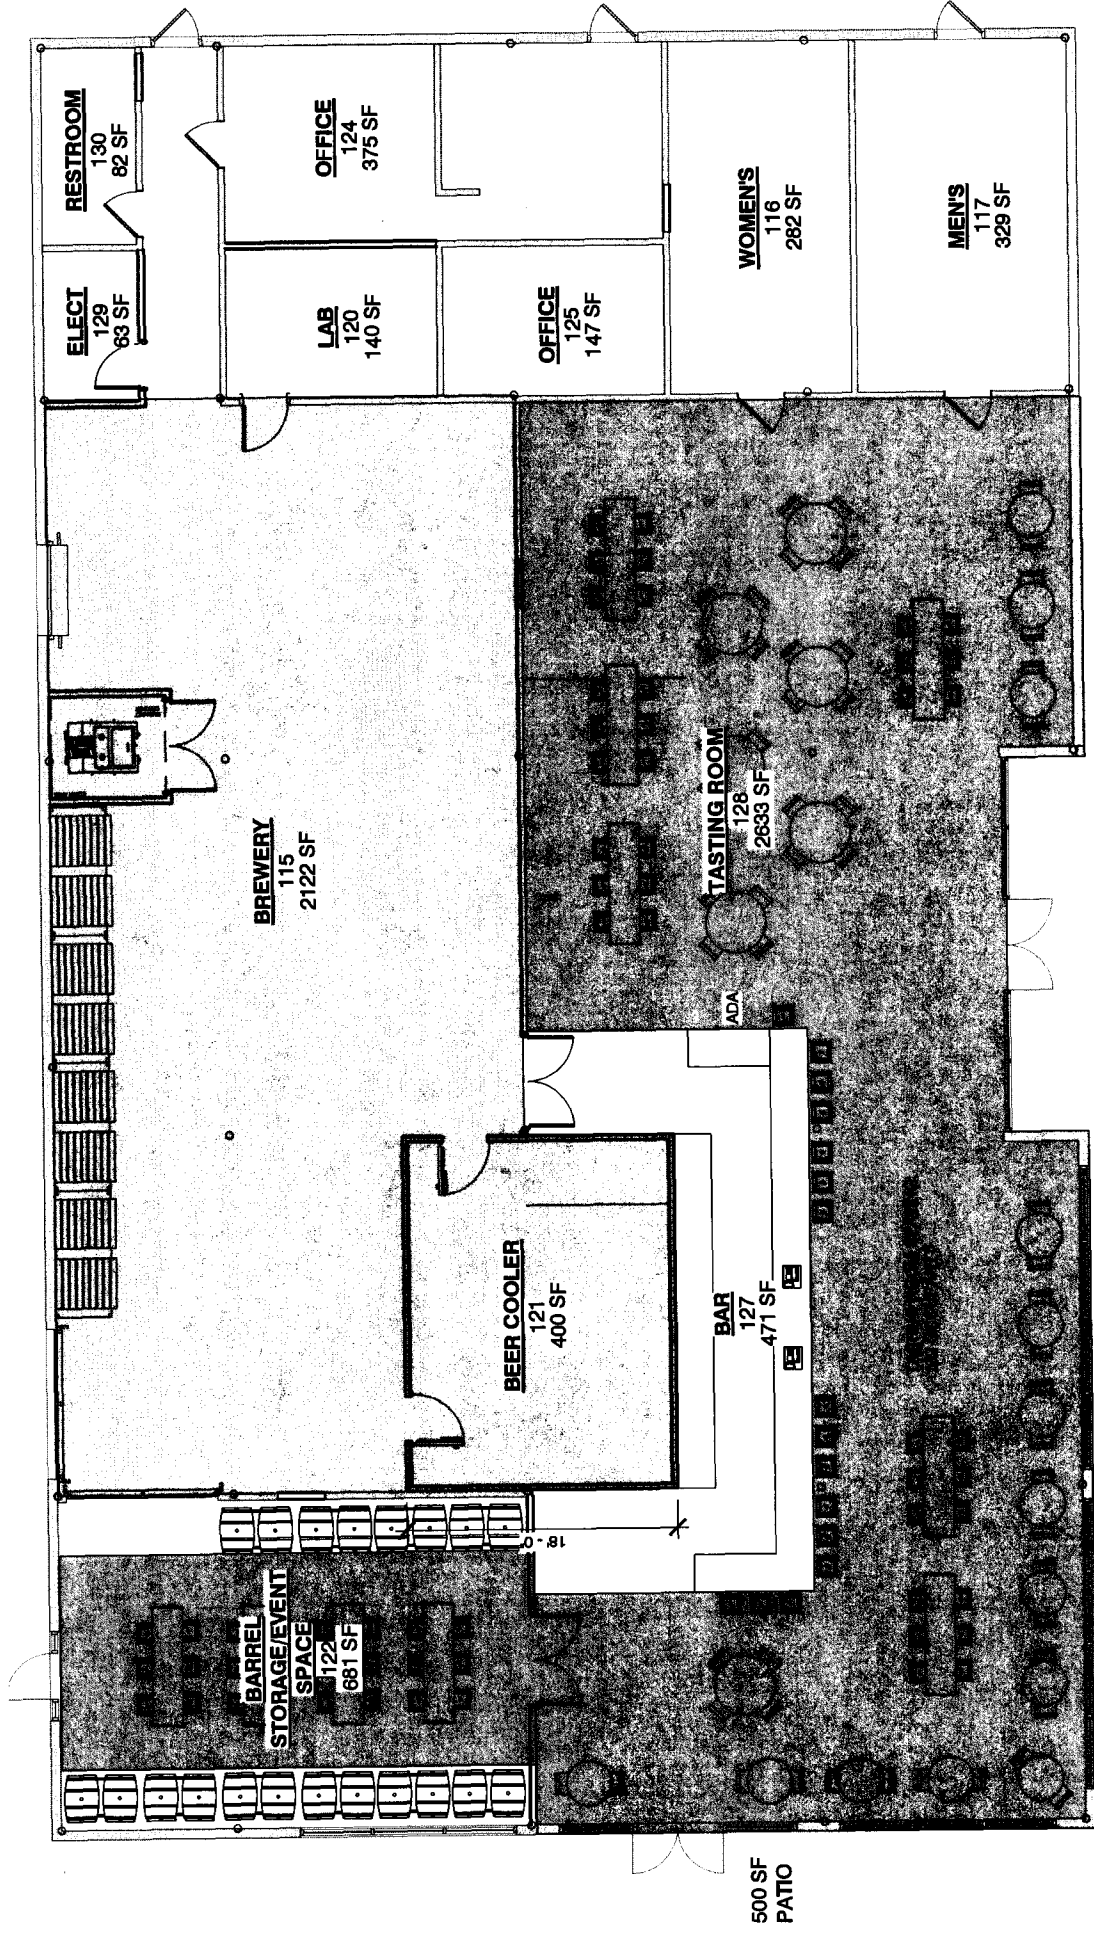 RESTROOM
130
82 SF
ELECT
129
63 SF
OFFICE
124
375 SF
LAB
120
140 SF
OFFICE
125
147 SF
WOMEN'S
116
282 SF
MEN'S
117
329 SF
BREWERY
115
2122 SF
TASTING ROOM
128
2633 SF
ADA
BEER COOLER
121
400 SF
BAR
127
471 SF
18' - 0"
BARREL
STORAGE/EVENT
SPACE
122
681 SF
500 SF
PATIO